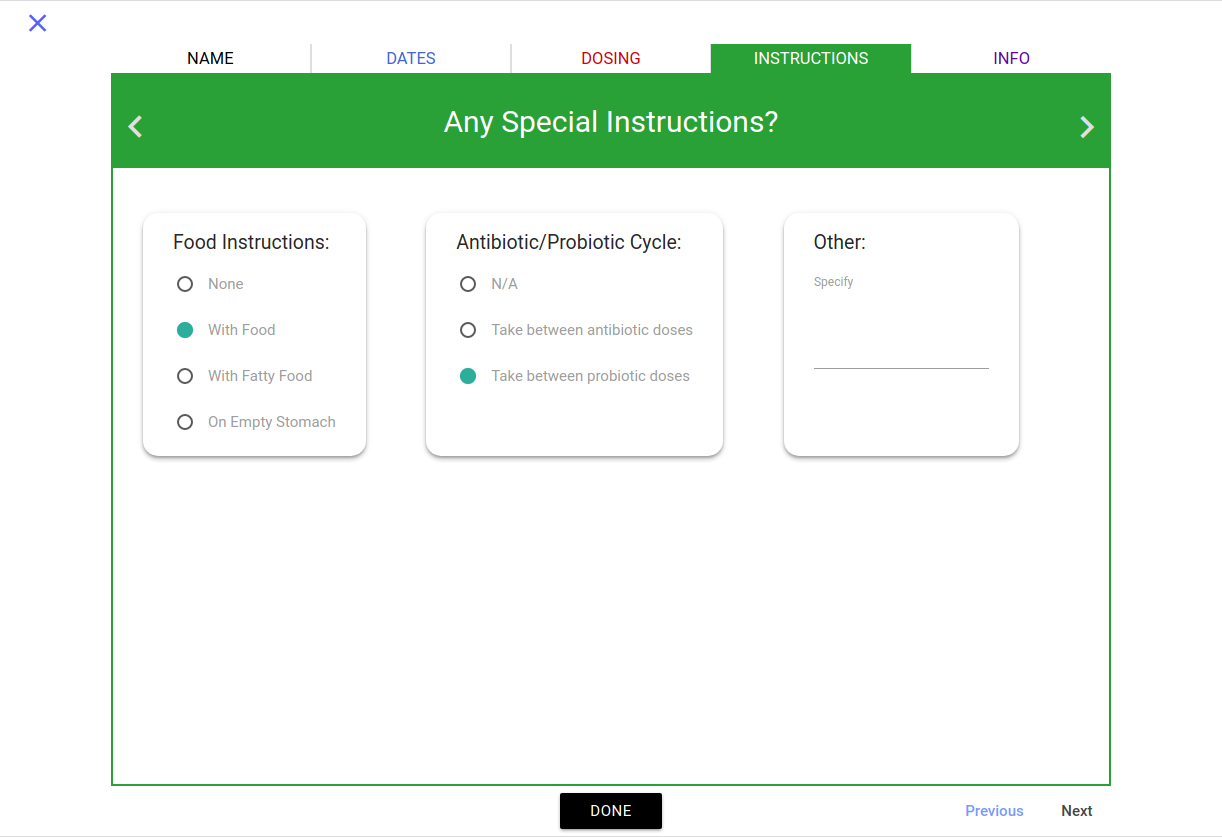 NAME
DATES
DOSING
INSTRUCTIONS
INFO
Any Special Instructions?
Food Instructions:
None
With Food
With Fatty Food
On Empty Stomach
Antibiotic/Probiotic Cycle:
N/A
Take between antibiotic doses
Take between probiotic doses
Other:
Specify
DONE
Previous
Next